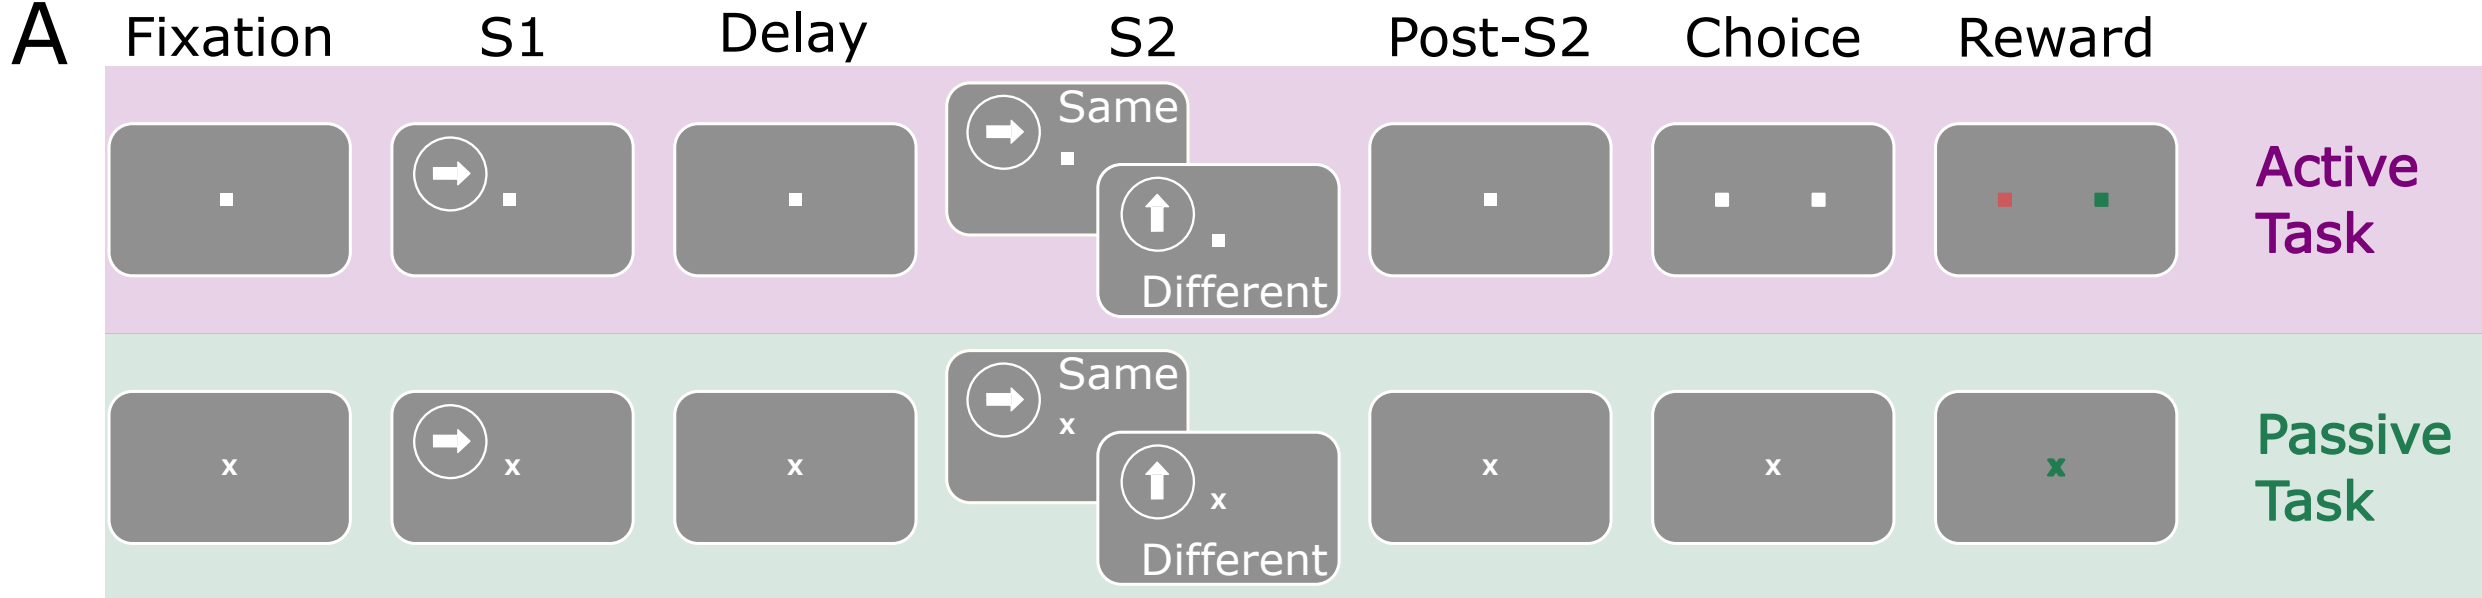 A
Fixation S1 Delay S2 Post-S2 Choice Reward
Same
Different
Active
Task
Same
x
x x x x x x
x
Different
Passive
Task